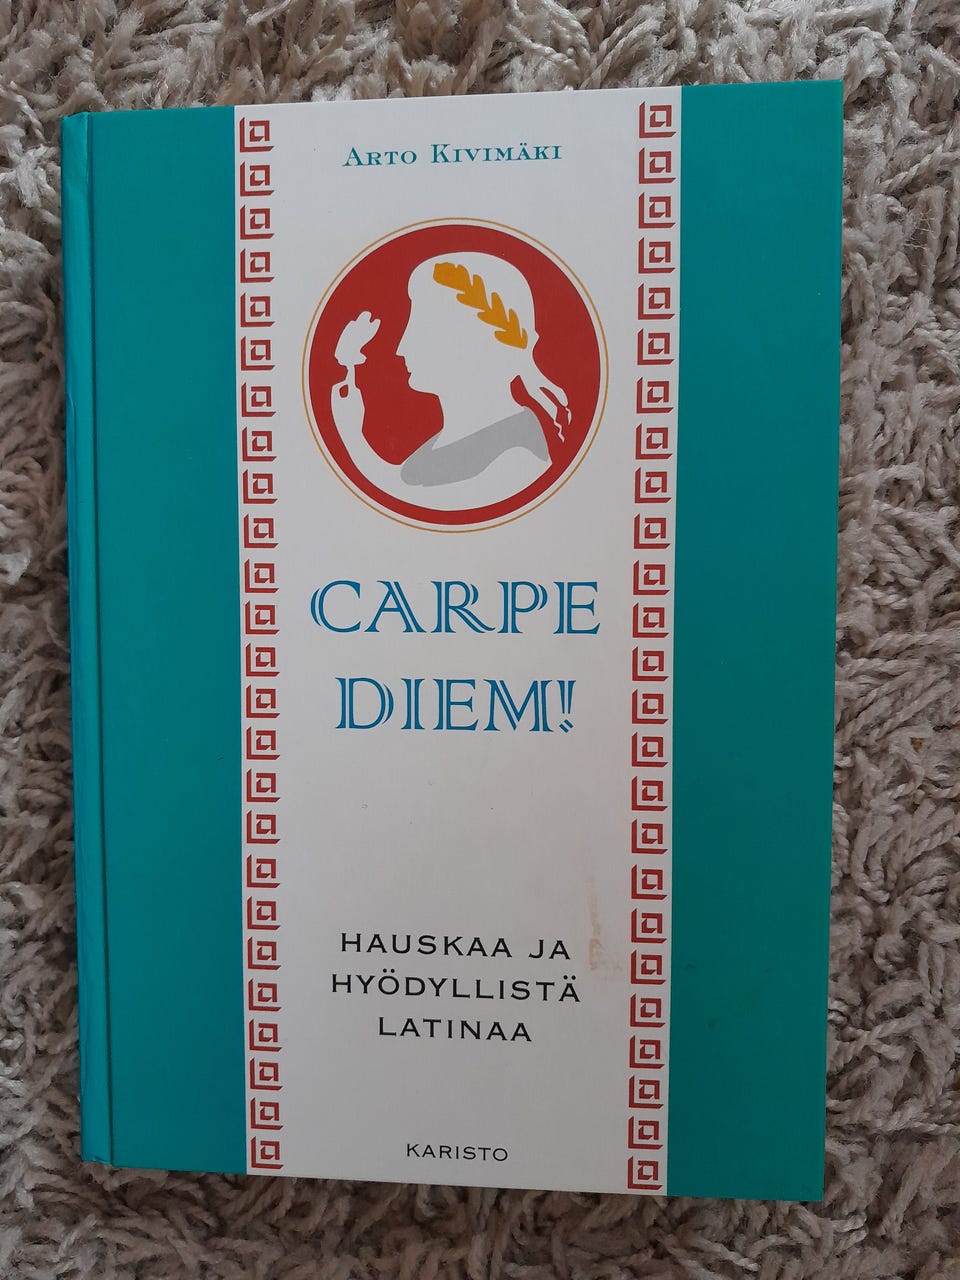 ARTO KIVIMÄKI
CARPE
DIEM!
HAUSKAA JA
HYÖDYLLISTÄ
LATINAA
KARISTO